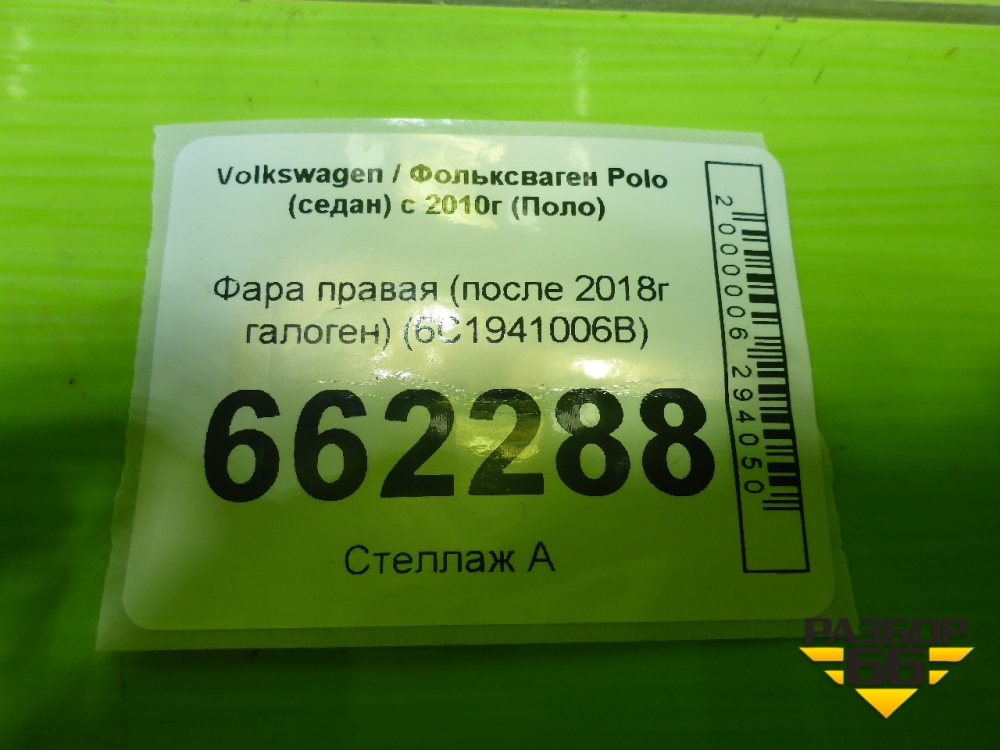 Volkswagen / Фольксваген Polo
(седан) с 2010г (Поло)
Фара правая (после 2018г
галоген) (6C1941006B)
662288
Стеллаж А
2000006294050
РАЗБОР
66